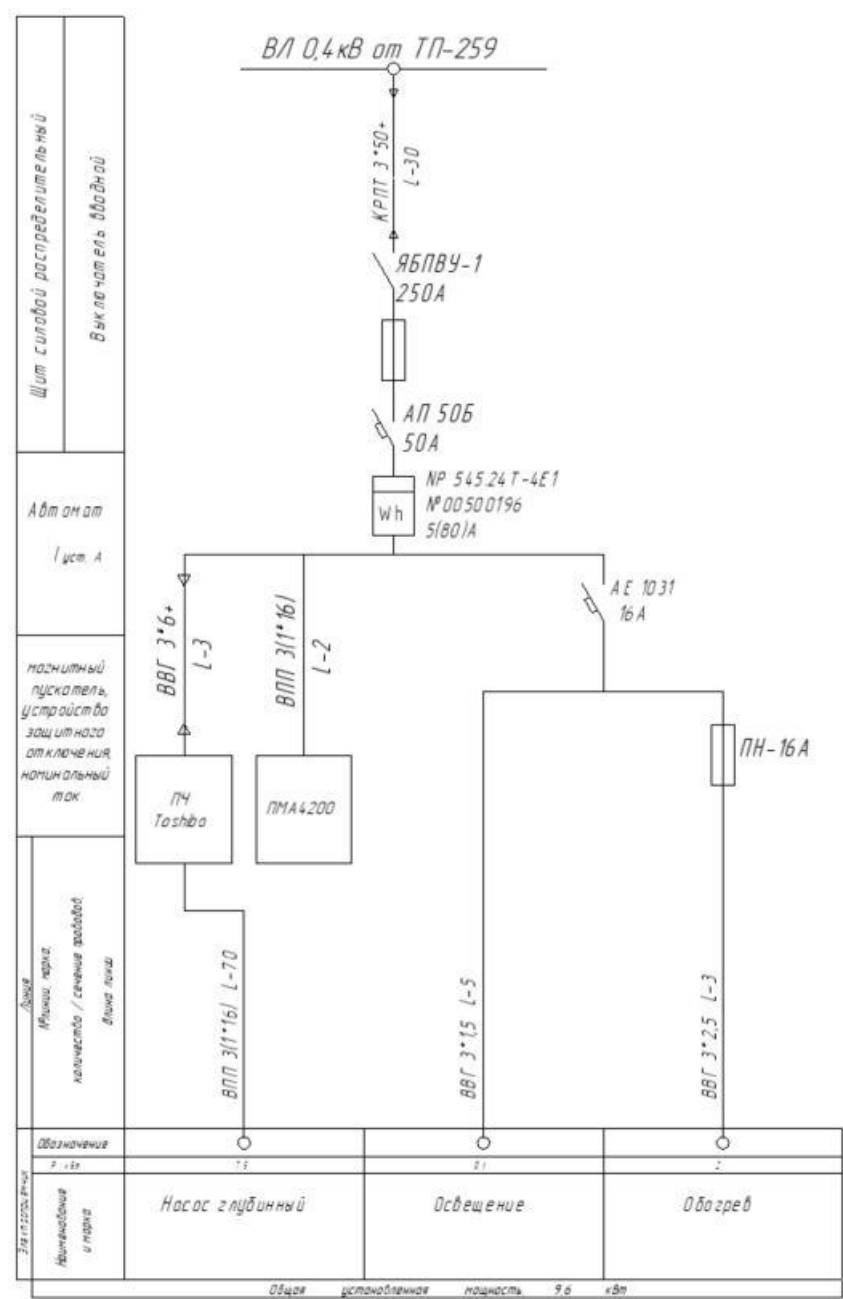 ВЛ 0,4кВ от ТП-259
Щит силовой распределительный
Выключатель вводной
КРПТ 3*50+
L-30
ЯБПВУ-1
250А
АП 50Б
50А
Wh
NP 545.24Т-4Е1
№00500196
5(80)А
Автомат
I уст. А
ВВГ 3*6+
L-3
ВПП 3(1*16)
L-2
АЕ 1031
16А
магнитный
пускатель,
устройство
защитного
отключения,
номинальный
ток
ПЧ
Toshiba
ПМА4200
ПН-16А
Линия
№линии, марка,
количество / сечение проводов,
длина линии
ВПП 3(1*16) L-70
ВВГ 3*1,5 L-5
ВВГ 3*2,5 L-3
Обозначение
Р кВт
2
Наименование
и марка
Насос глубинный
Освещение
Обогрев
Общая установленная мощность 9.6 кВт